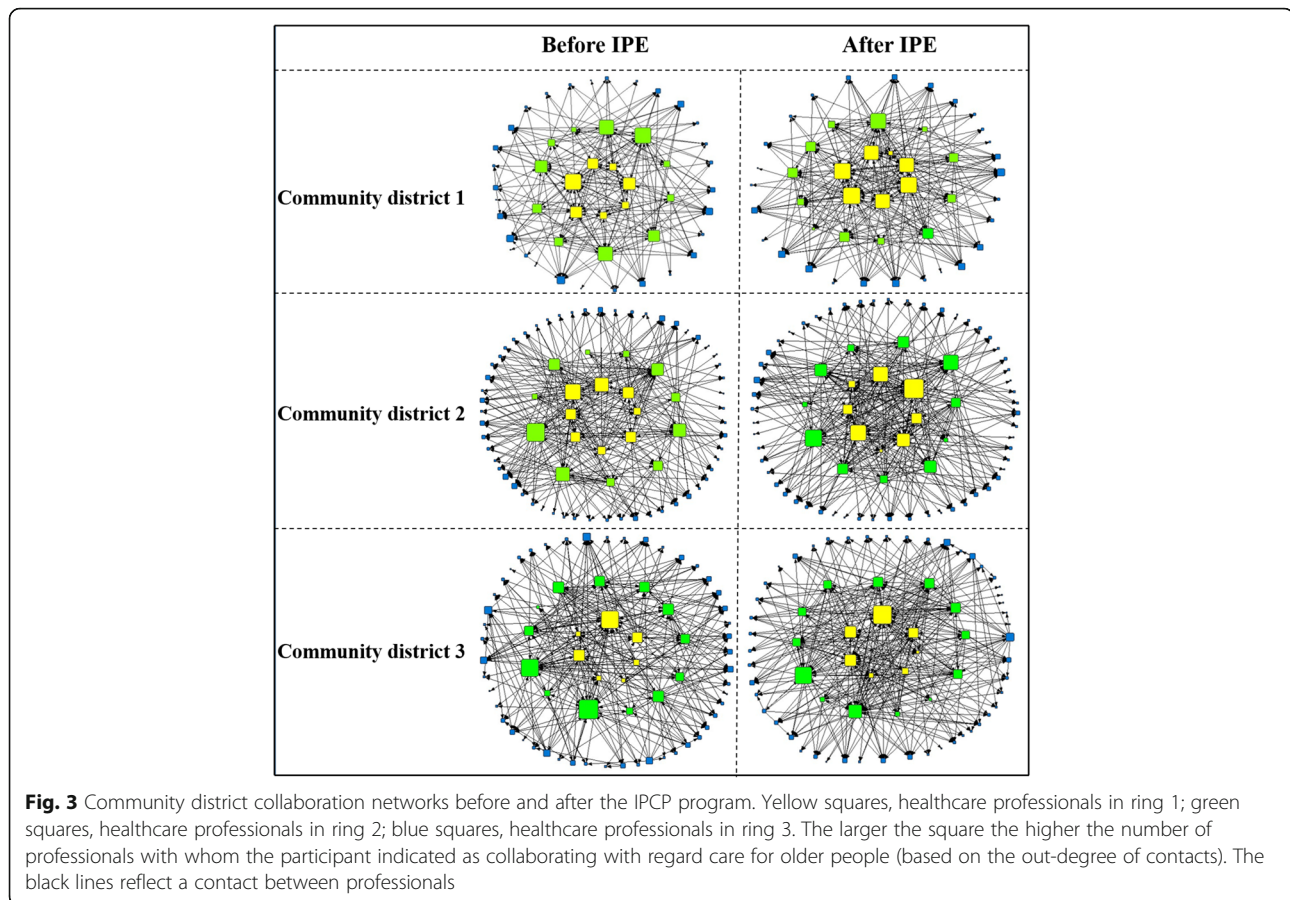 Before IPE After IPE
Community district 1
Community district 2
Community district 3
Fig. 3 Community district collaboration networks before and after the IPCP program. Yellow squares, healthcare professionals in ring 1; green
squares, healthcare professionals in ring 2; blue squares, healthcare professionals in ring 3. The larger the square the higher the number of
professionals with whom the participant indicated as collaborating with regard care for older people (based on the out-degree of contacts). The
black lines reflect a contact between professionals